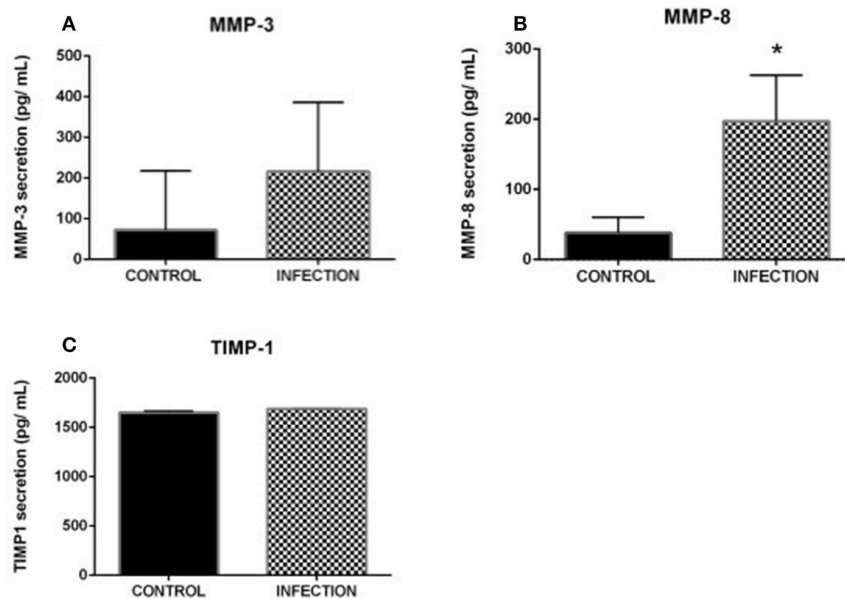 A
MMP-3
MMP-3 secretion (pg/ mL)
500
400
300
200
100
0
CONTROL INFECTION
B
MMP-8
MMP-8 secretion (pg/ mL)
300
200
100
0
*
CONTROL INFECTION
C
TIMP-1
TIMP1 secretion (pg/ mL)
2000
1500
1000
500
0
CONTROL INFECTION